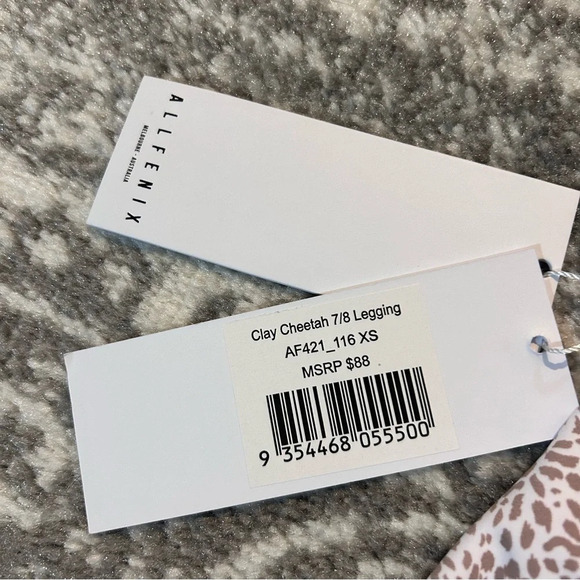 ALLFENIX
MELBOURNE - AUSTRALIA
Clay Cheetah 7/8 Legging
AF421_116 XS
MSRP $88
9 354468 055500